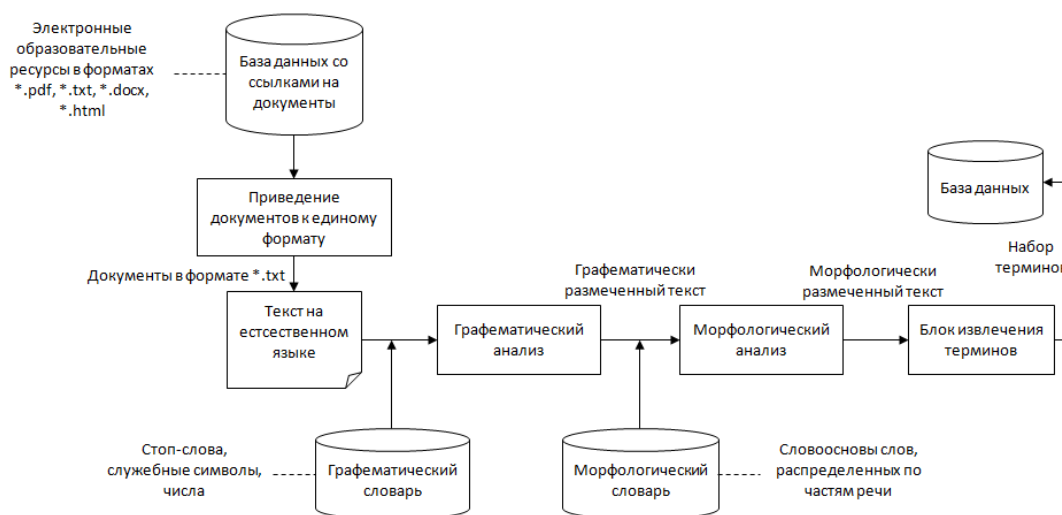 Электронные
образовательные
ресурсы в форматах
*.pdf, *.txt, *.docx,
*.html
База данных со
ссылками на
документы
Приведение
документов к единому
формату
Документы в формате *.txt
Текст на
естсественном
языке
Графематический
анализ
Графематически
размеченный текст
Морфологический
анализ
Морфологически
размеченный текст
Блок извлечения
терминов
Набор
терминов
База данных
Стоп-слова,
служебные символы,
числа
Графематический
словарь
Морфологический
словарь
Словоосновы слов,
распределенных по
частям речи